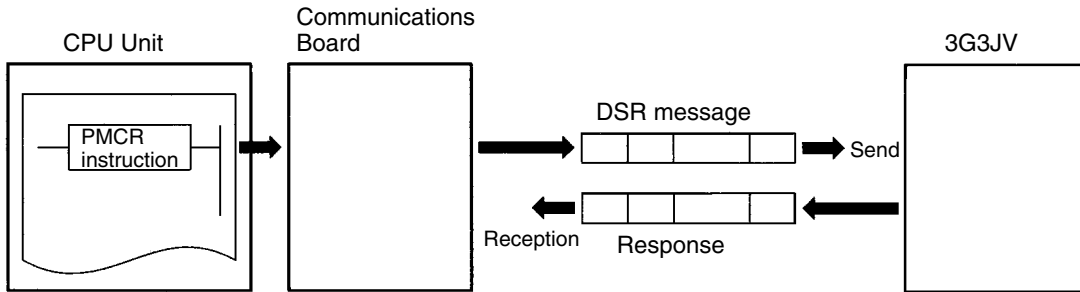 Communications
Board
CPU Unit
3G3JV
DSR message
PMCR
instruction
Send
Reception
Response